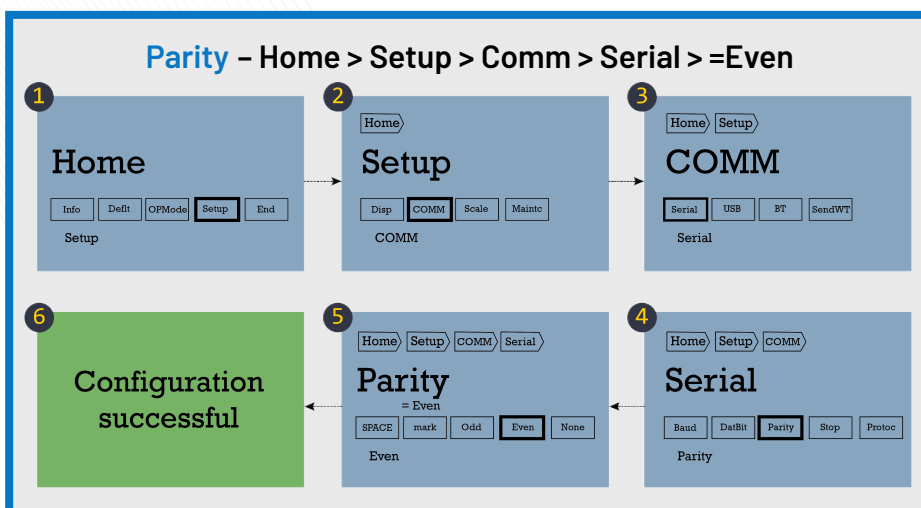 Parity – Home > Setup > Comm > Serial > =Even
1
Home
Info Deflt OPMode Setup End
Setup
2
Home
Setup
Disp COMM Scale Maintc
COMM
3
Home Setup
COMM
Serial USB BT SendWT
Serial
6
Configuration
successful
5
Home Setup COMM Serial
Parity
= Even
SPACE mark Odd Even None
Even
4
Home Setup COMM
Serial
Baud DatBit Parity Stop Protoc
Parity